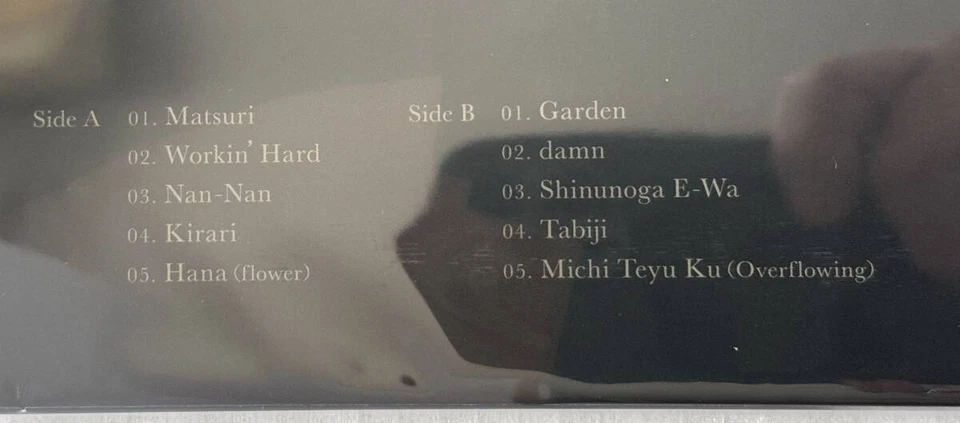 Side A 01. Matsuri
02. Workin' Hard
03. Nan-Nan
04. Kirari
05. Hana (flower)
Side B 01. Garden
02. damn
03. Shinunoga E-Wa
04. Tabiji
05. Michi Teyu Ku (Overflowing)